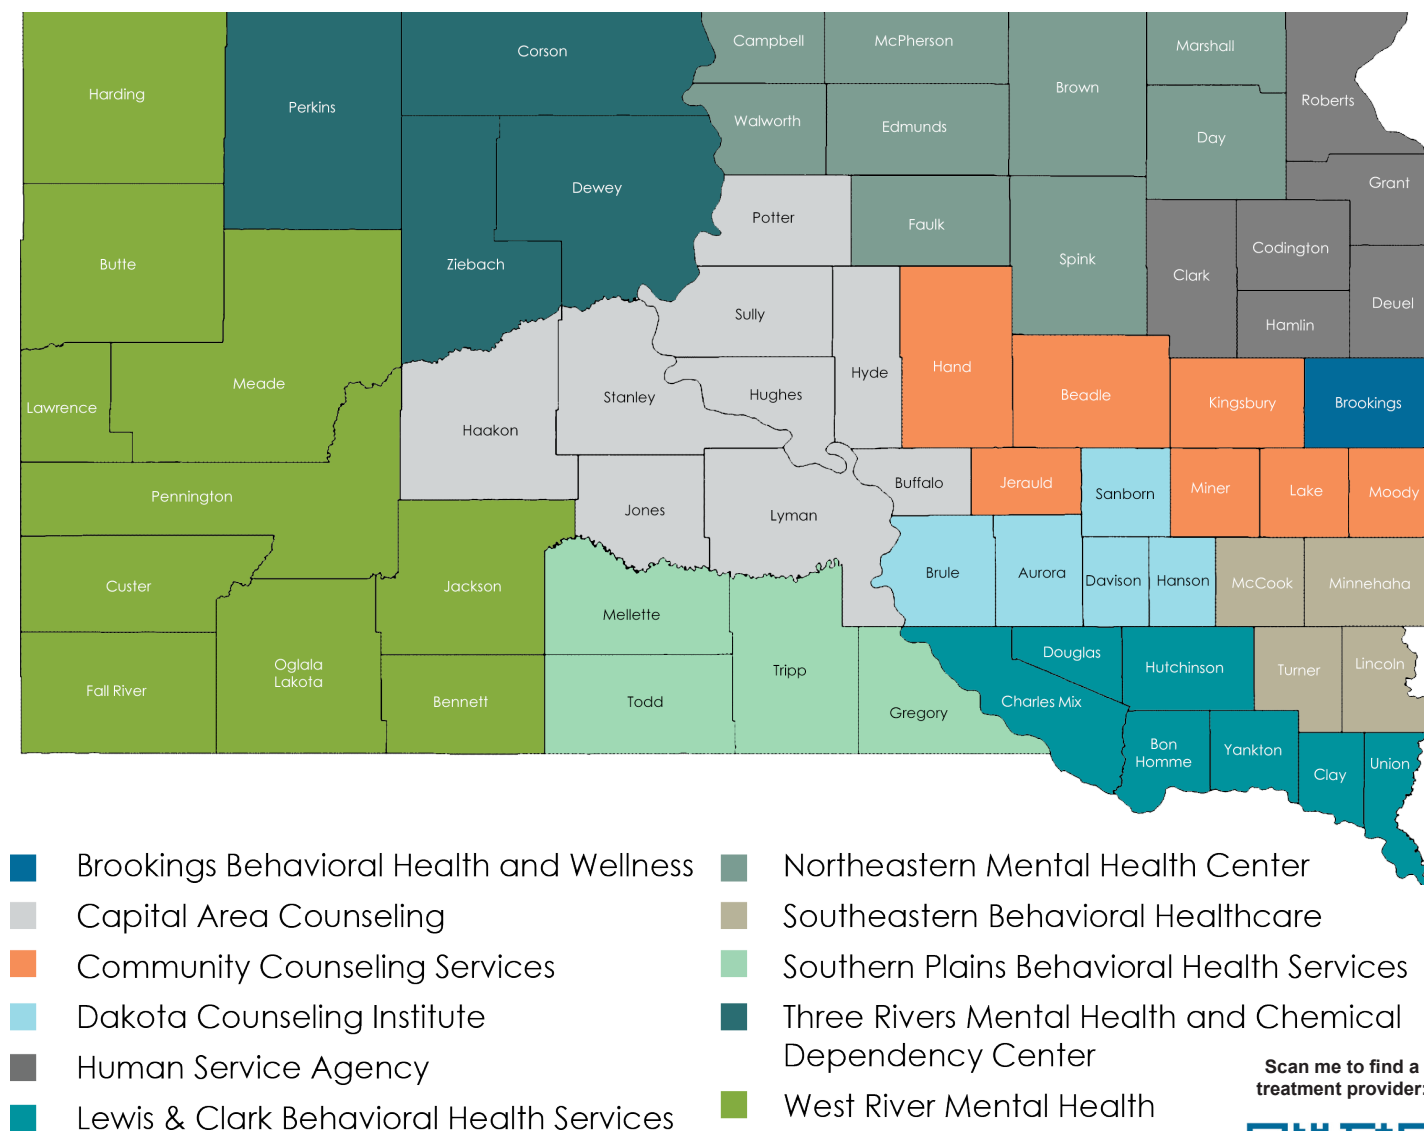 Corson
Campbell
McPherson
Marshall
Harding
Perkins
Brown
Roberts
Walworth
Edmunds
Day
Dewey
Grant
Potter
Faulk
Butte
Ziebach
Spink
Codington
Clark
Deuel
Sully
Hamlin
Meade
Hand
Hyde
Lawrence
Stanley
Hughes
Beadle
Kingsbury
Brookings
Haakon
Pennington
Buffalo
Jerauld
Sanborn
Miner
Lake
Moody
Jones
Lyman
Custer
Jackson
Brule
Aurora
Davison
Hanson
McCook
Minnehaha
Mellette
Fall River
Oglala
Lakota
Bennett
Todd
Tripp
Gregory
Douglas
Hutchinson
Turner
Lincoln
Charles Mix
Bon
Homme
Yankton
Clay
Union
Brookings Behavioral Health and Wellness
Capital Area Counseling
Community Counseling Services
Dakota Counseling Institute
Human Service Agency
Lewis & Clark Behavioral Health Services
Northeastern Mental Health Center
Southeastern Behavioral Healthcare
Southern Plains Behavioral Health Services
Three Rivers Mental Health and Chemical
Dependency Center
West River Mental Health
Scan me to find a
treatment provider: